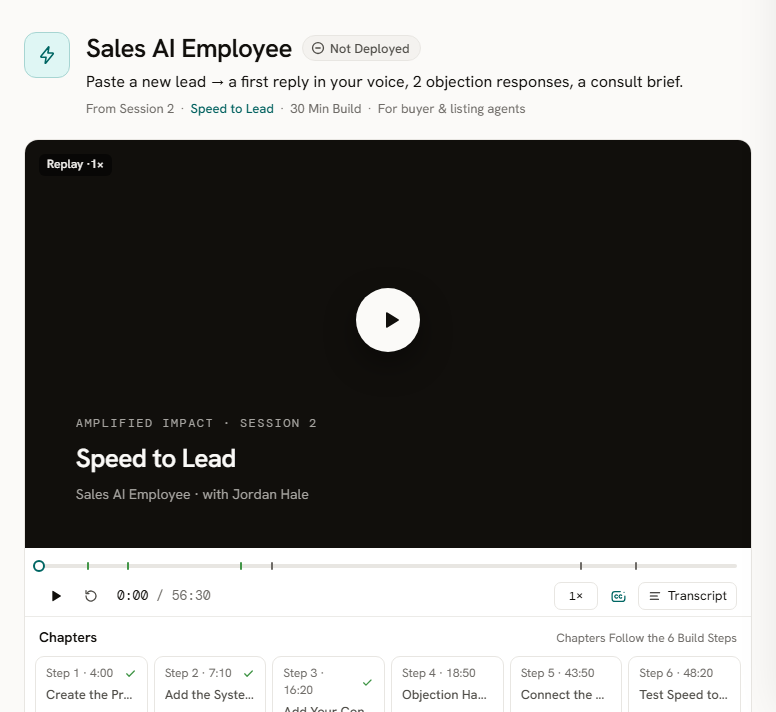 Sales AI Employee
Not Deployed
Paste a new lead → a first reply in your voice, 2 objection responses, a consult brief.
From Session 2 · Speed to Lead · 30 Min Build · For buyer & listing agents
Replay ·1×
AMPLIFIED IMPACT · SESSION 2
Speed to Lead
Sales AI Employee · with Jordan Hale
0:00 / 56:30
1×
CC
Transcript
Chapters
Chapters Follow the 6 Build Steps
Step 1 · 4:00
Create the Pr...
Step 2 · 7:10
Add the Syste...
Step 3 ·
16:20
Add Your Con...
Step 4 · 18:50
Objection Ha...
Step 5 · 43:50
Connect the ...
Step 6 · 48:20
Test Speed to...